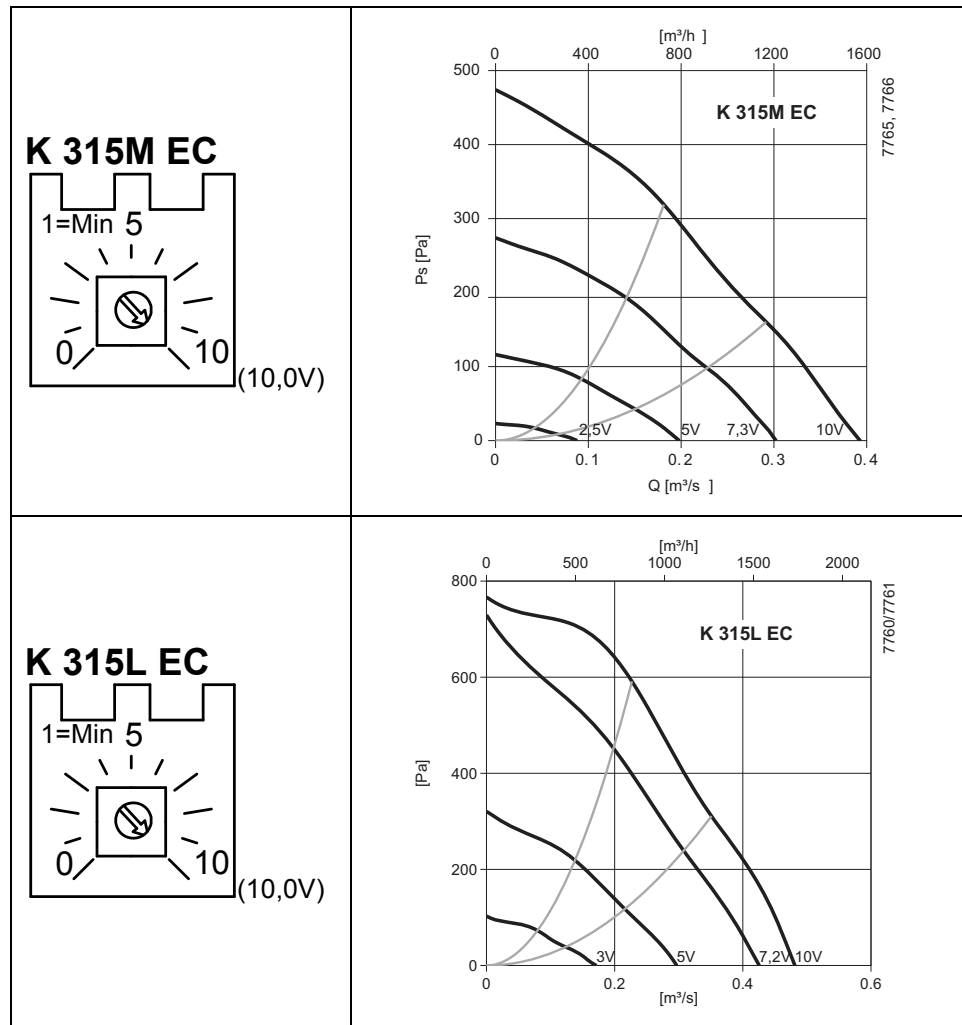 K 315M EC
1=Min 5
0
10
(10,0V)
[m³/h ]
0 400 800 1200 1600
500
400
300
200
100
0
Ps [Pa]
K 315M EC
7765, 7766
2,5V 5V 7,3V 10V
0 0.1 0.2 0.3 0.4
Q [m³/s ]
K 315L EC
1=Min 5
0
10
(10,0V)
[m³/h]
0 500 1000 1500 2000
800
600
400
200
0
[Pa]
K 315L EC
7760/7761
3V 5V 7,2V 10V
0 0.2 0.4 0.6
[m³/s]